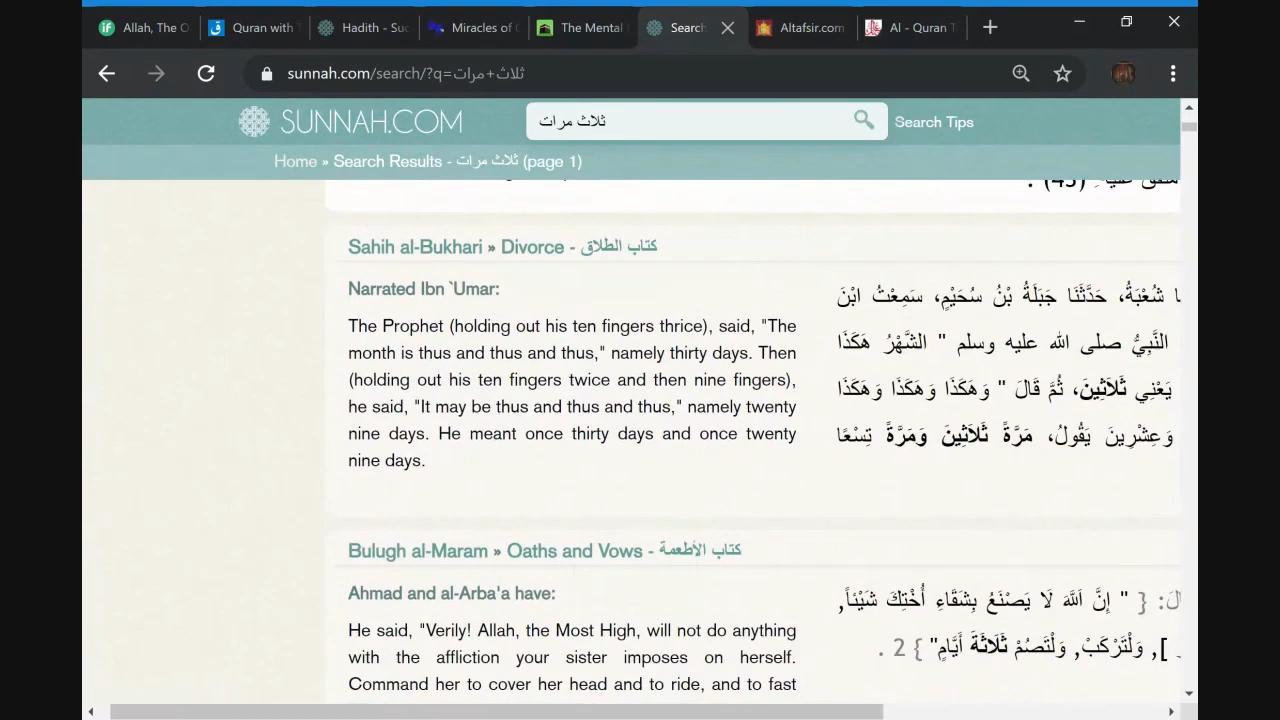 Allah, The O
Quran with
Hadith - Suc
Miracles of
The Mental
Search
Altafsir.com
Al - Quran T
sunnah.com/search/?q=ثلاث+مرات
SUNNAH.COM
ثلاث مرات
Search Tips
Home » Search Results - ثلاث مرات (page 1)
Sahih al-Bukhari » Divorce - كتاب الطلاق
Narrated Ibn `Umar:
The Prophet (holding out his ten fingers thrice), said, "The
month is thus and thus and thus," namely thirty days. Then
(holding out his ten fingers twice and then nine fingers),
he said, "It may be thus and thus and thus," namely twenty
nine days. He meant once thirty days and once twenty
nine days.
ا شُعْبَةُ، حَدَّثَنَا جَبَلَةُ بْنُ سُحَيْمٍ، سَمِعْتُ ابْنَ
النَّبِيُّ صلى الله عليه وسلم " الشَّهْرُ هَكَذَا
يَعْنِي ثَلاَثِينَ، ثُمَّ قَالَ " وَهَكَذَا وَهَكَذَا وَهَكَذَا
وَعِشْرِينَ يَقُولُ، مَرَّةً ثَلاَثِينَ وَمَرَّةً تِسْعًا
Bulugh al-Maram » Oaths and Vows - كتاب الأطعمة
Ahmad and al-Arba'a have:
He said, "Verily! Allah, the Most High, will not do anything
with the affliction your sister imposes on herself.
Command her to cover her head and to ride, and to fast
لَ: { " إِنَّ اَللَّهَ لَا يَصْنَعُ بِشَقَاءِ أُخْتِكَ شَيْئاً,
], وَلْتَرْكَبْ, وَلْتَصُمْ ثَلَاثَةَ أَيَّامٍ" } 2 .